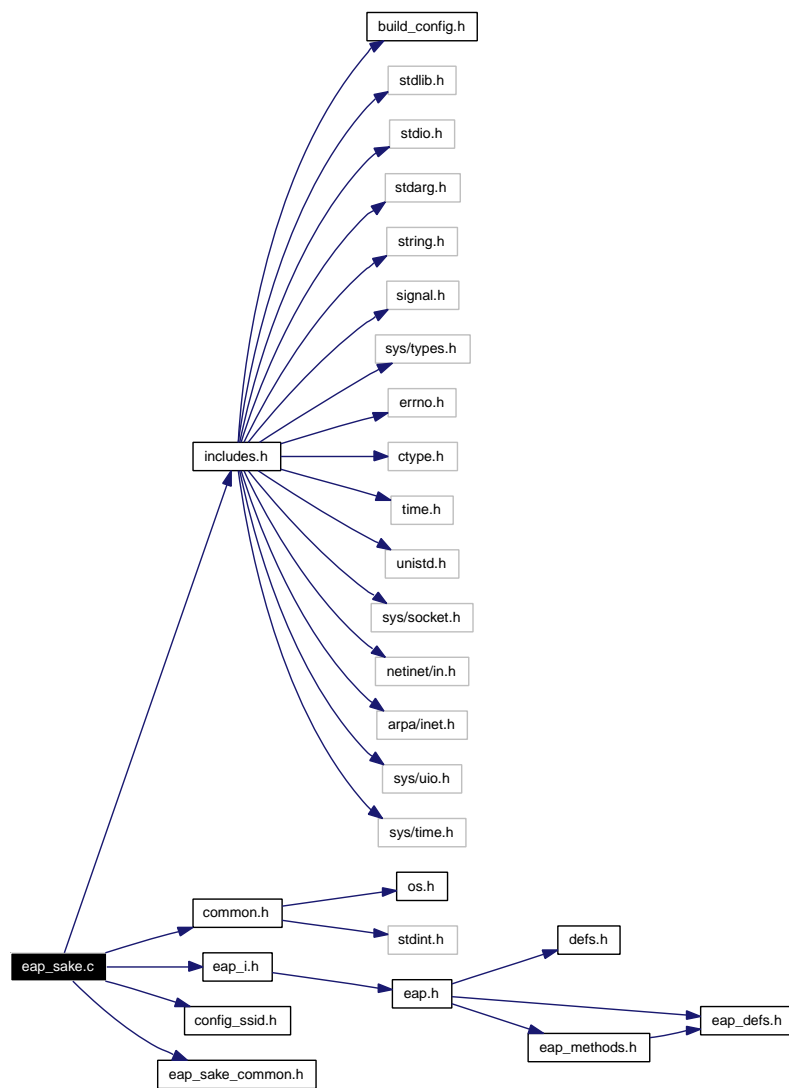 build_config.h
stdlib.h
stdio.h
stdarg.h
string.h
signal.h
sys/types.h
errno.h
includes.h
ctype.h
time.h
unistd.h
sys/socket.h
netinet/in.h
arpa/inet.h
sys/uio.h
sys/time.h
os.h
common.h
stdint.h
defs.h
eap_sake.c
eap_i.h
eap.h
eap_defs.h
config_ssid.h
eap_methods.h
eap_sake_common.h